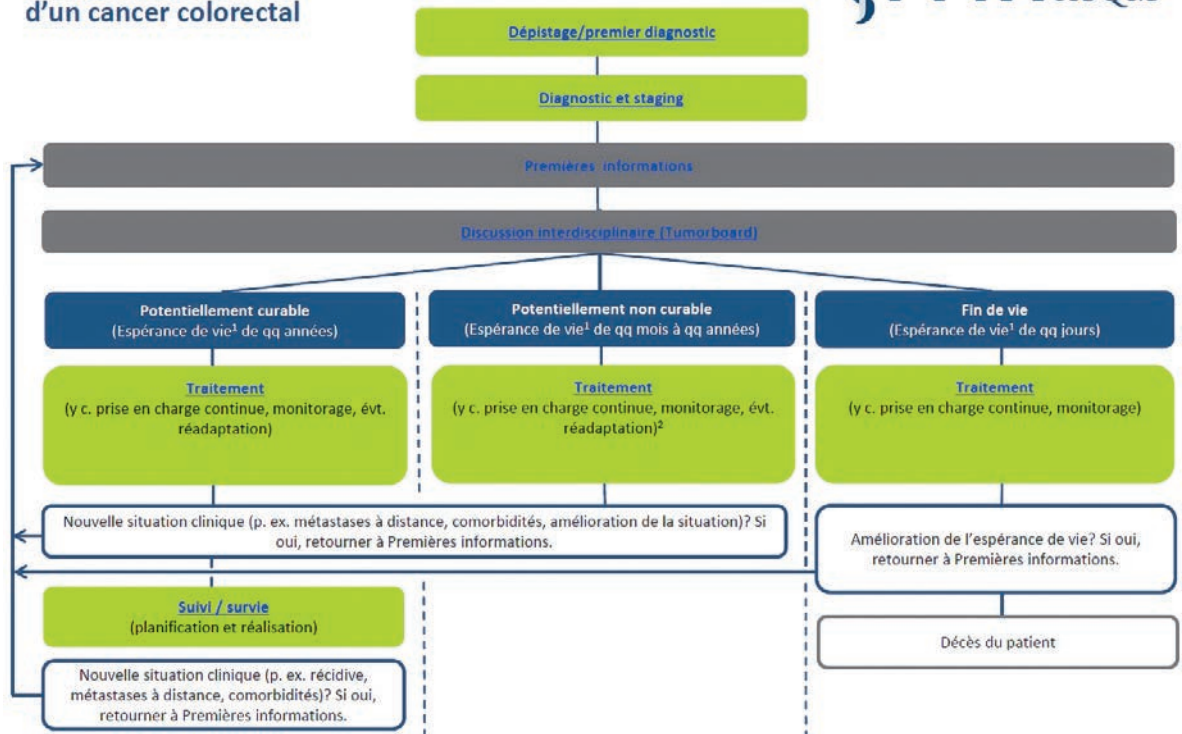 d’un cancer colorectal
Dépistage/premier diagnostic
Diagnostic et staging
Premières informations
Discussion interdisciplinaire (Tumorboard)
Potentiellement curable
(Espérance de vie¹ de qq années)
Potentiellement non curable
(Espérance de vie¹ de qq mois à qq années)
Fin de vie
(Espérance de vie¹ de qq jours)
Traitement
(y c. prise en charge continue, monitorage, évt.
réadaptation)
Traitement
(y c. prise en charge continue, monitorage, évt.
réadaptation)²
Traitement
(y c. prise en charge continue, monitorage)
Nouvelle situation clinique (p. ex. métastases à distance, comorbidités, amélioration de la situation)? Si
oui, retourner à Premières informations.
Amélioration de l’espérance de vie? Si oui,
retourner à Premières informations.
Suivi / survie
(planification et réalisation)
Décès du patient
Nouvelle situation clinique (p. ex. récidive,
métastases à distance, comorbidités)? Si oui,
retourner à Premières informations.